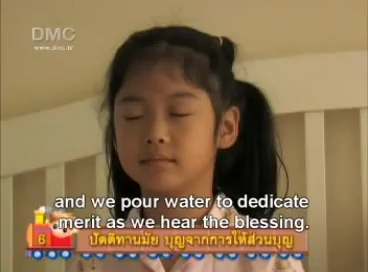 DMC
www.dmc.tv
and we pour water to dedicate
merit as we hear the blessing.
6 ปัตติทานมัย บุญจากการให้ส่วนบุญ